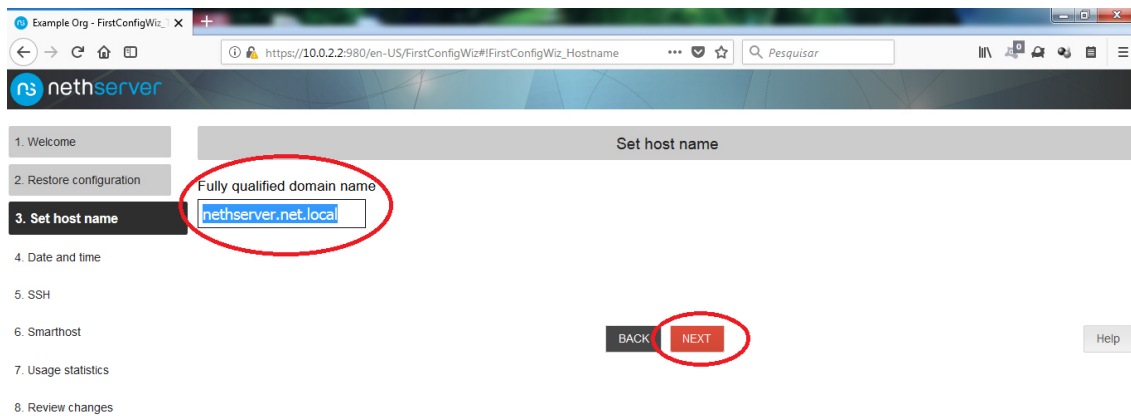 Example Org - FirstConfigWiz_
https://10.0.2.2:980/en-US/FirstConfigWiz#!FirstConfigWiz_Hostname
Pesquisar
ns nethserver
1. Welcome
Set host name
2. Restore configuration
Fully qualified domain name
3. Set host name
nethserver.net.local
4. Date and time
5. SSH
6. Smarthost
BACK
NEXT
Help
7. Usage statistics
8. Review changes